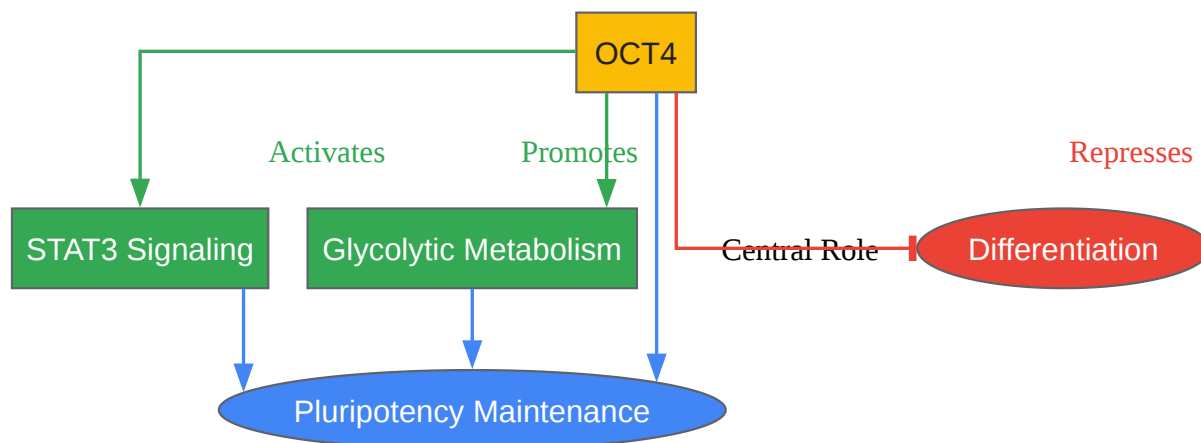 OCT4
Activates
Promotes
Represses
STAT3 Signaling
Glycolytic Metabolism
Central Role
Differentiation
Pluripotency Maintenance